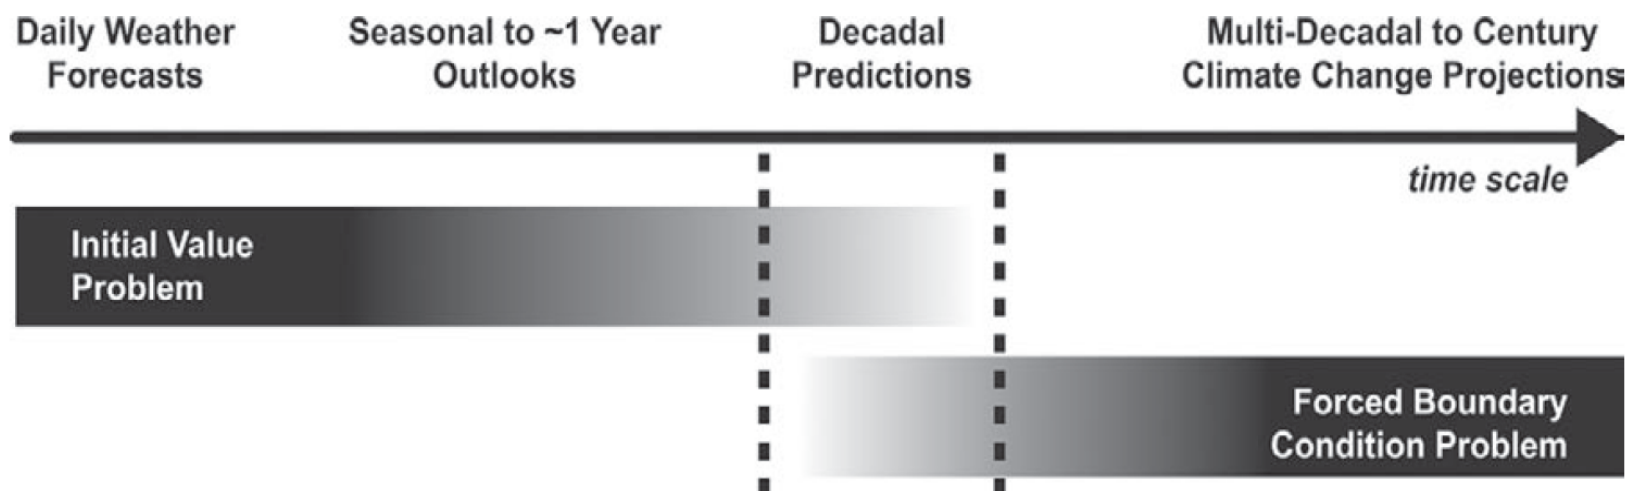 Daily Weather
Forecasts
Seasonal to ~1 Year
Outlooks
Decadal
Predictions
Multi-Decadal to Century
Climate Change Projections
time scale
Initial Value
Problem
Forced Boundary
Condition Problem